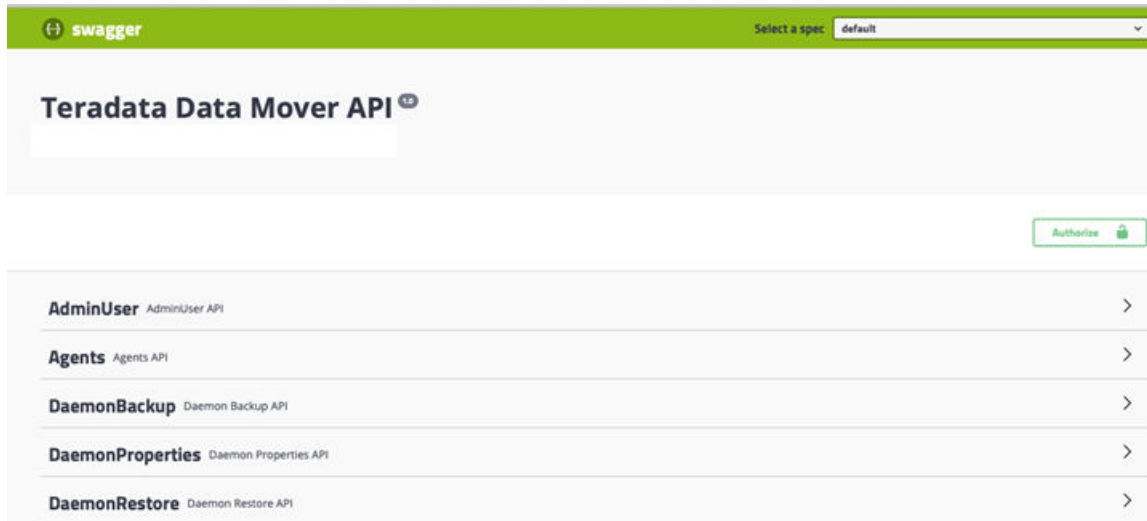 {-} swagger Select a spec default
Teradata Data Mover API 1.0
Authorize
AdminUser AdminUser API
Agents Agents API
DaemonBackup Daemon Backup API
DaemonProperties Daemon Properties API
DaemonRestore Daemon Restore API